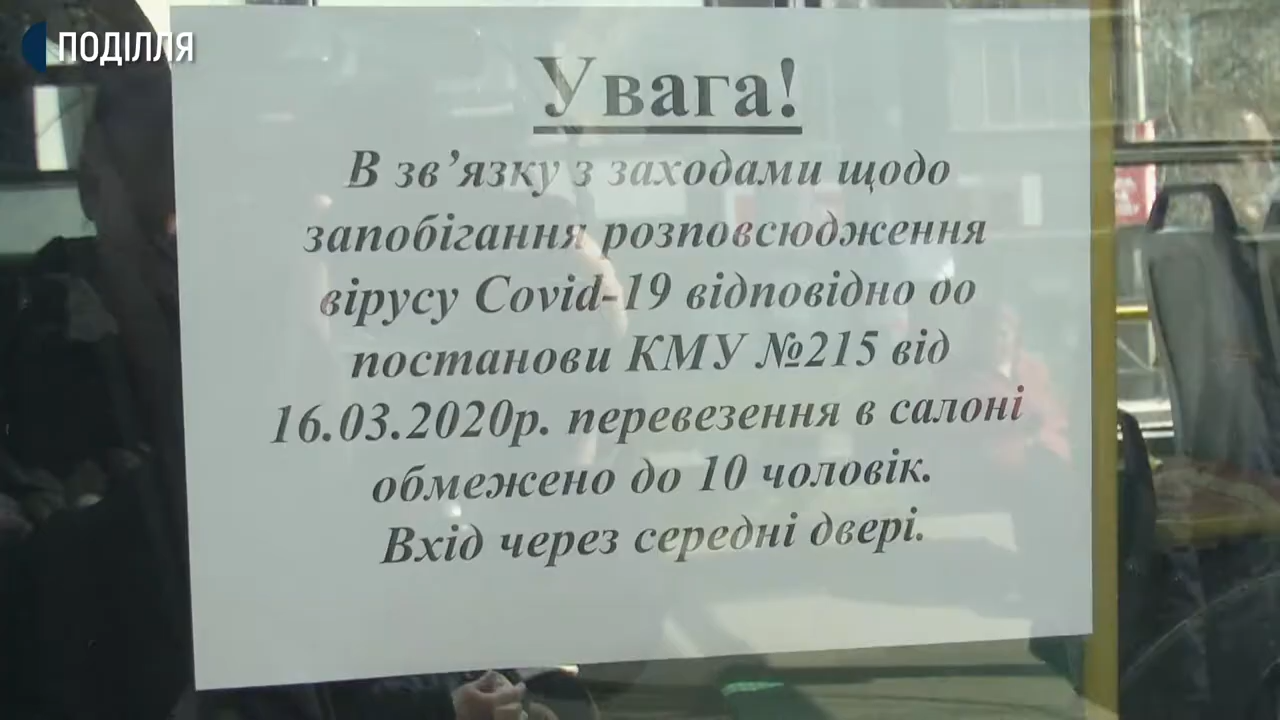 ПОДІЛЛЯ
Увага!
В зв’язку з заходами щодо
запобігання розповсюдження
вірусу Covid-19 відповідно до
постанови КМУ №215 від
16.03.2020р. перевезення в салоні
обмежено до 10 чоловік.
Вхід через середні двері.